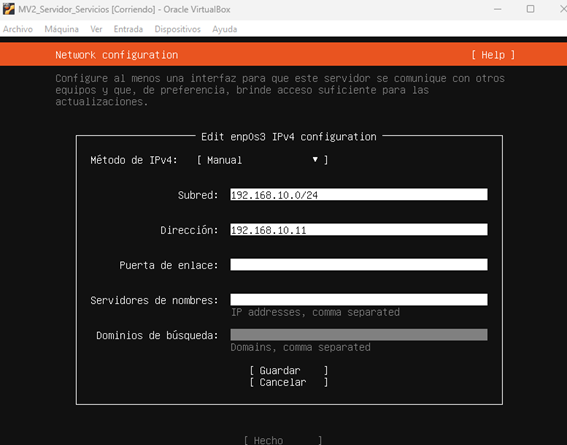 MV2_Servidor_Servicios [Corriendo] - Oracle VirtualBox
Archivo Máquina Ver Entrada Dispositivos Ayuda
Network configuration [ Help ]
Configure al menos una interfaz para que este servidor se comunique con otros
equipos y que, de preferencia, brinde acceso suficiente para las
actualizaciones.
Edit enp0s3 IPv4 configuration
Método de IPv4: [ Manual ▼ ]
Subred: 192.168.10.0/24
Dirección: 192.168.10.11
Puerta de enlace:
Servidores de nombres:
IP addresses, comma separated
Dominios de búsqueda:
Domains, comma separated
[ Guardar ]
[ Cancelar ]
[ Hecho ]